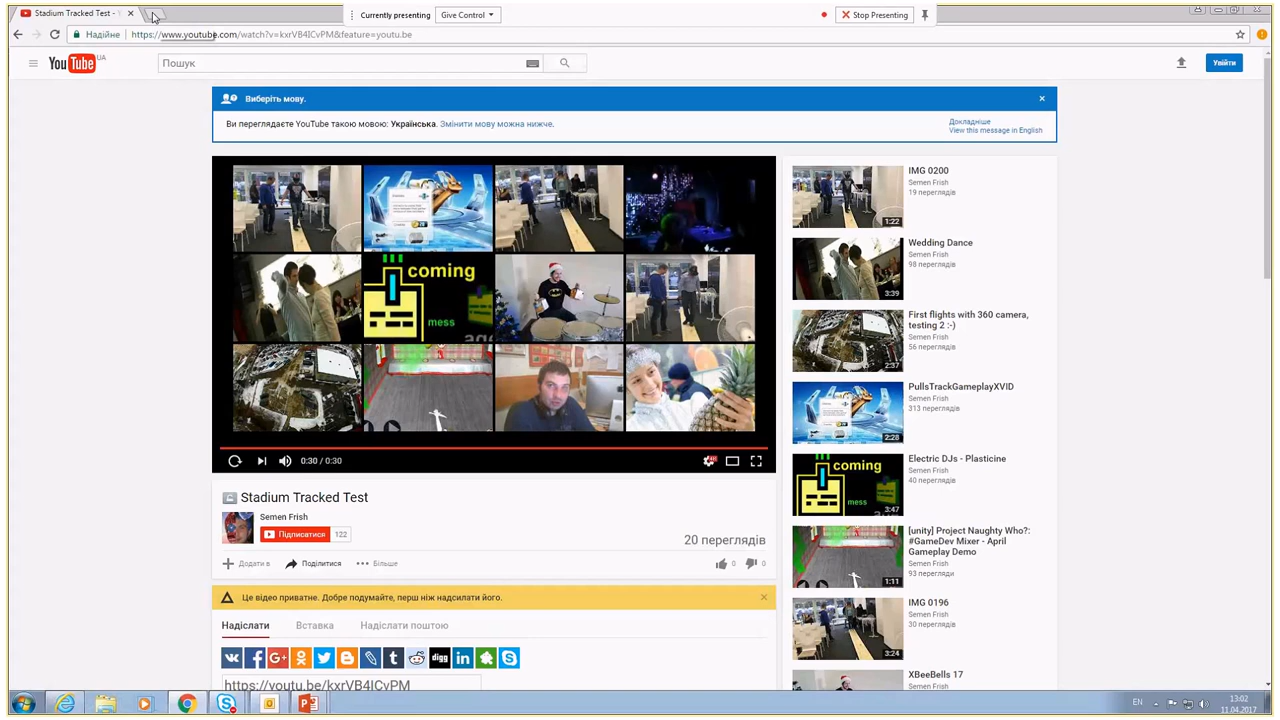 Stadium Tracked Test - Y
Currently presenting
Give Control
Stop Presenting
Надійне
https://www.youtube.com/watch?v=kxrVB4ICvPM&feature=youtu.be
YouTube UA
Пошук
Увійти
Виберіть мову.
Ви переглядаєте YouTube такою мовою: Українська. Змінити мову можна нижче.
Докладніше
View this message in English
coming
mess
0:30 / 0:30
Stadium Tracked Test
Semen Frish
Підписатися 122
20 переглядів
Додати в
Поділитися
Більше
0
0
Це відео приватне. Добре подумайте, перш ніж надсилати його.
Надіслати
Вставка
Надіслати поштою
digg
https://youtu.be/kxrVB4ICvPM
IMG 0200
Semen Frish
19 переглядів
1:22
Wedding Dance
Semen Frish
98 переглядів
3:39
First flights with 360 camera,
testing 2 :-)
Semen Frish
56 переглядів
2:37
PullsTrackGameplayXVID
Semen Frish
313 переглядів
2:28
Electric DJs - Plasticine
Semen Frish
40 переглядів
coming
3:47
[unity] Project Naughty Who?:
#GameDev Mixer - April
Gameplay Demo
Semen Frish
93 перегляди
1:11
IMG 0196
Semen Frish
30 переглядів
3:24
XBeeBells 17
Semen Frish
EN
13:02
11.04.2017